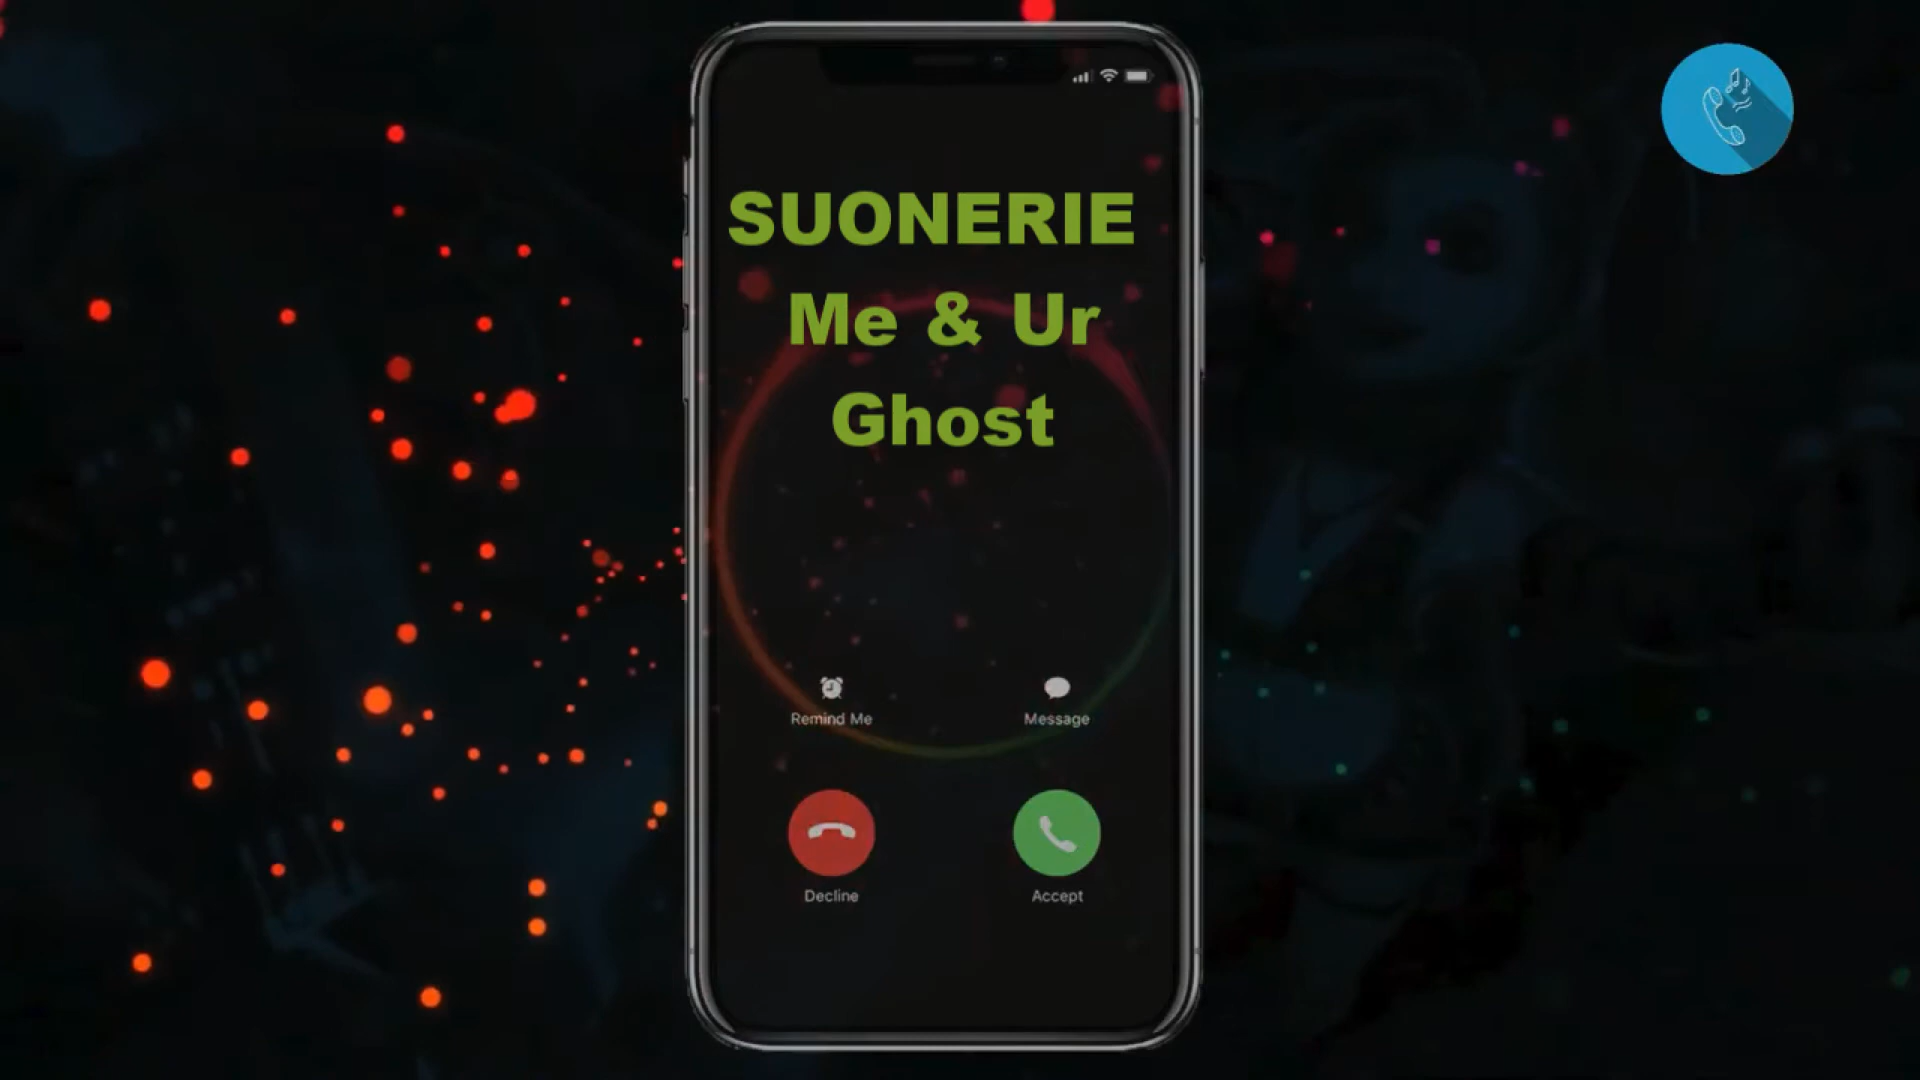 SUONERIE
Me & Ur
Ghost
Remind Me
Message
Decline
Accept